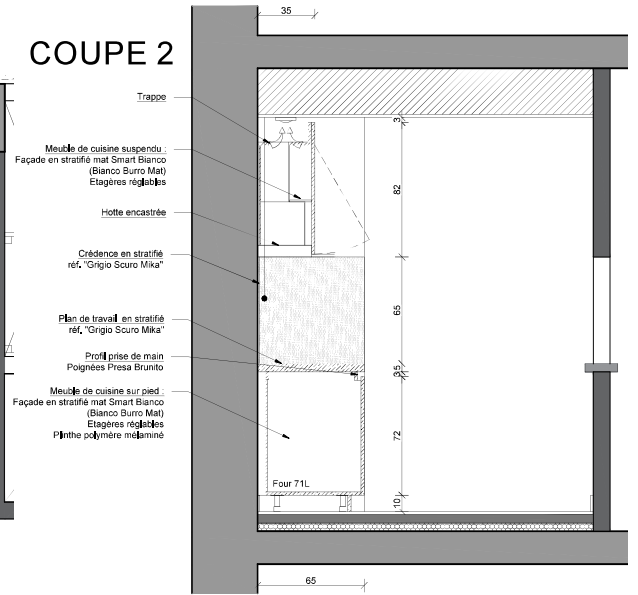 35
COUPE 2
Trappe
Meuble de cuisine suspendu :
Façade en stratifié mat Smart Bianco
(Bianco Burro Mat)
Etagères réglables
Hotte encastrée
Crédence en stratifié
réf. "Grigio Scuro Mika"
Plan de travail en stratifié
réf. "Grigio Scuro Mika"
Profil prise de main
Poignées Presa Brunito
Meuble de cuisine sur pied :
Façade en stratifié mat Smart Bianco
(Bianco Burro Mat)
Etagères réglables
Plinthe polymère mélaminé
Four 71L
3
82
65
3
5
72
10
65